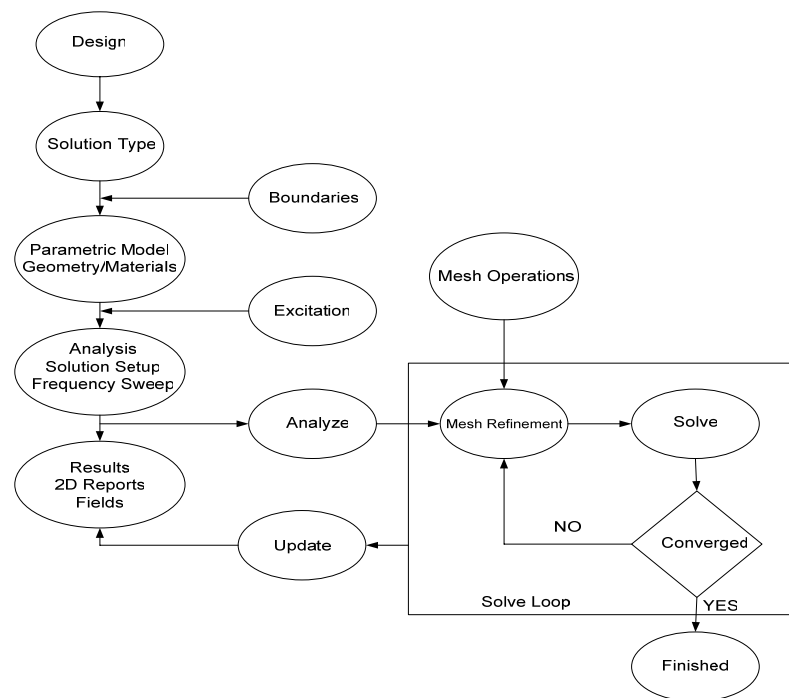 Design
Solution Type
Boundaries
Parametric Model
Geometry/Materials
Mesh Operations
Excitation
Analysis
Solution Setup
Frequency Sweep
Analyze
Mesh Refinement
Solve
Results
2D Reports
Fields
NO
Converged
Update
Solve Loop
YES
Finished